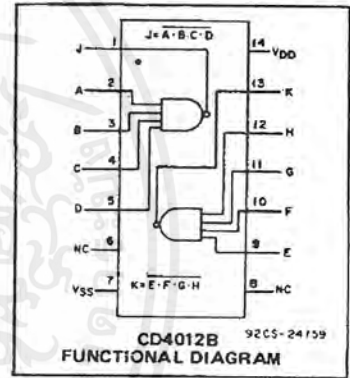 J=A·B·C·D
J 1
14 VDD
A 2
13 K
B 3
12 H
C 4
11 G
D 5
10 F
NC 6
9 E
VSS 7
K=E·F·G·H
8 NC
CD4012B
92CS-24159
FUNCTIONAL DIAGRAM